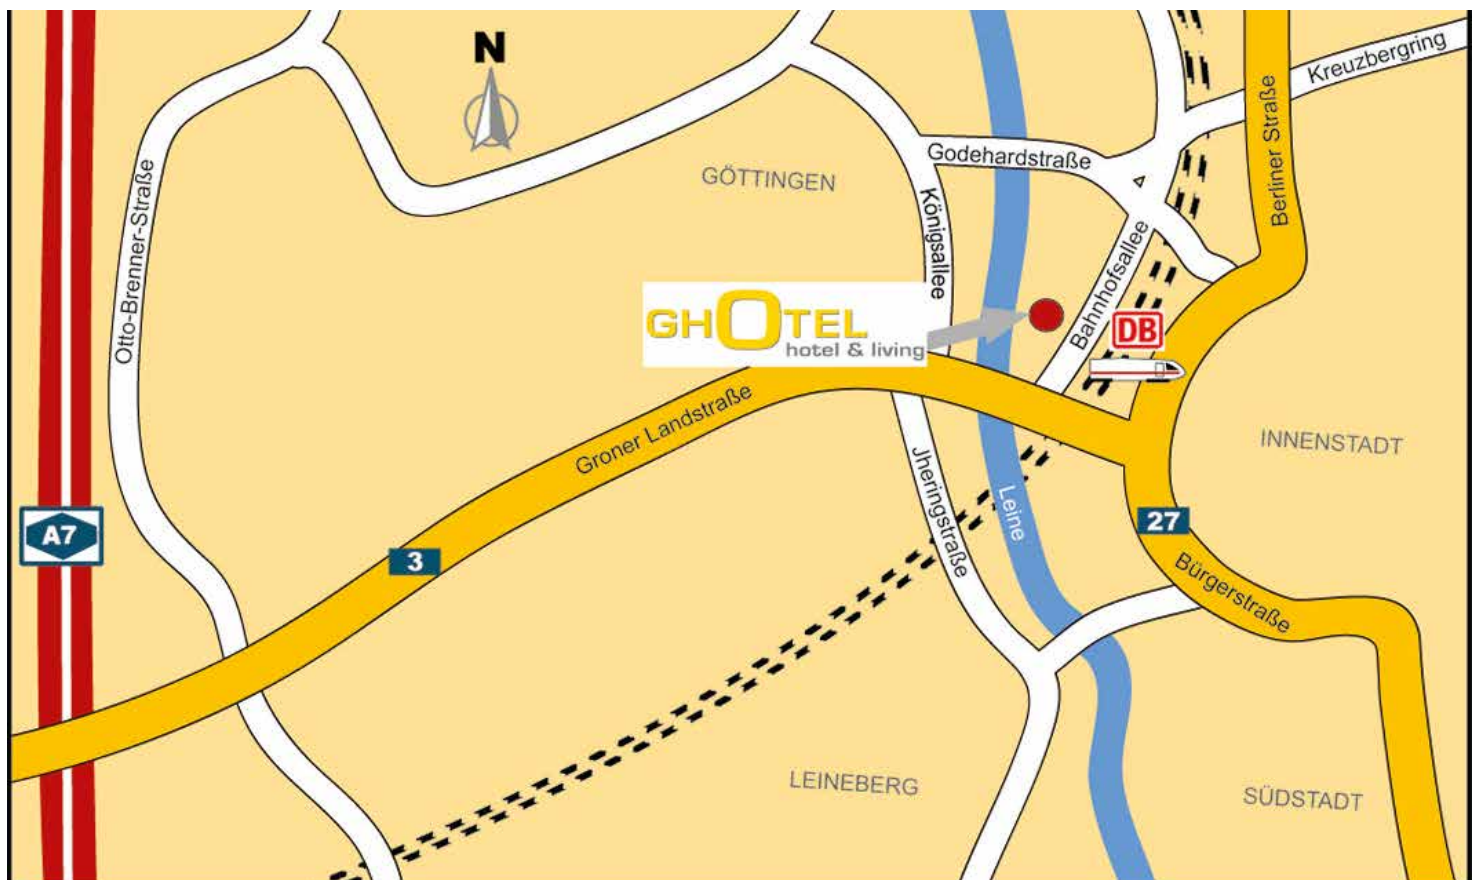 N
Kreuzbergring
Berliner Straße
Godehardstraße
GÖTTINGEN
Otto-Brenner-Straße
Königsallee
Bahnhofsallee
GHOTEL
hotel & living
DB
Groner Landstraße
INNENSTADT
Jheringstraße
Leine
A7
3
27
Bürgerstraße
LEINEBERG
SÜDSTADT